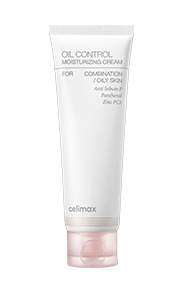 OIL CONTROL
MOISTURIZING CREAM
FOR COMBINATION
/ OILY SKIN
Anti Sebum P
Panthenol
Zinc PCA
celimax